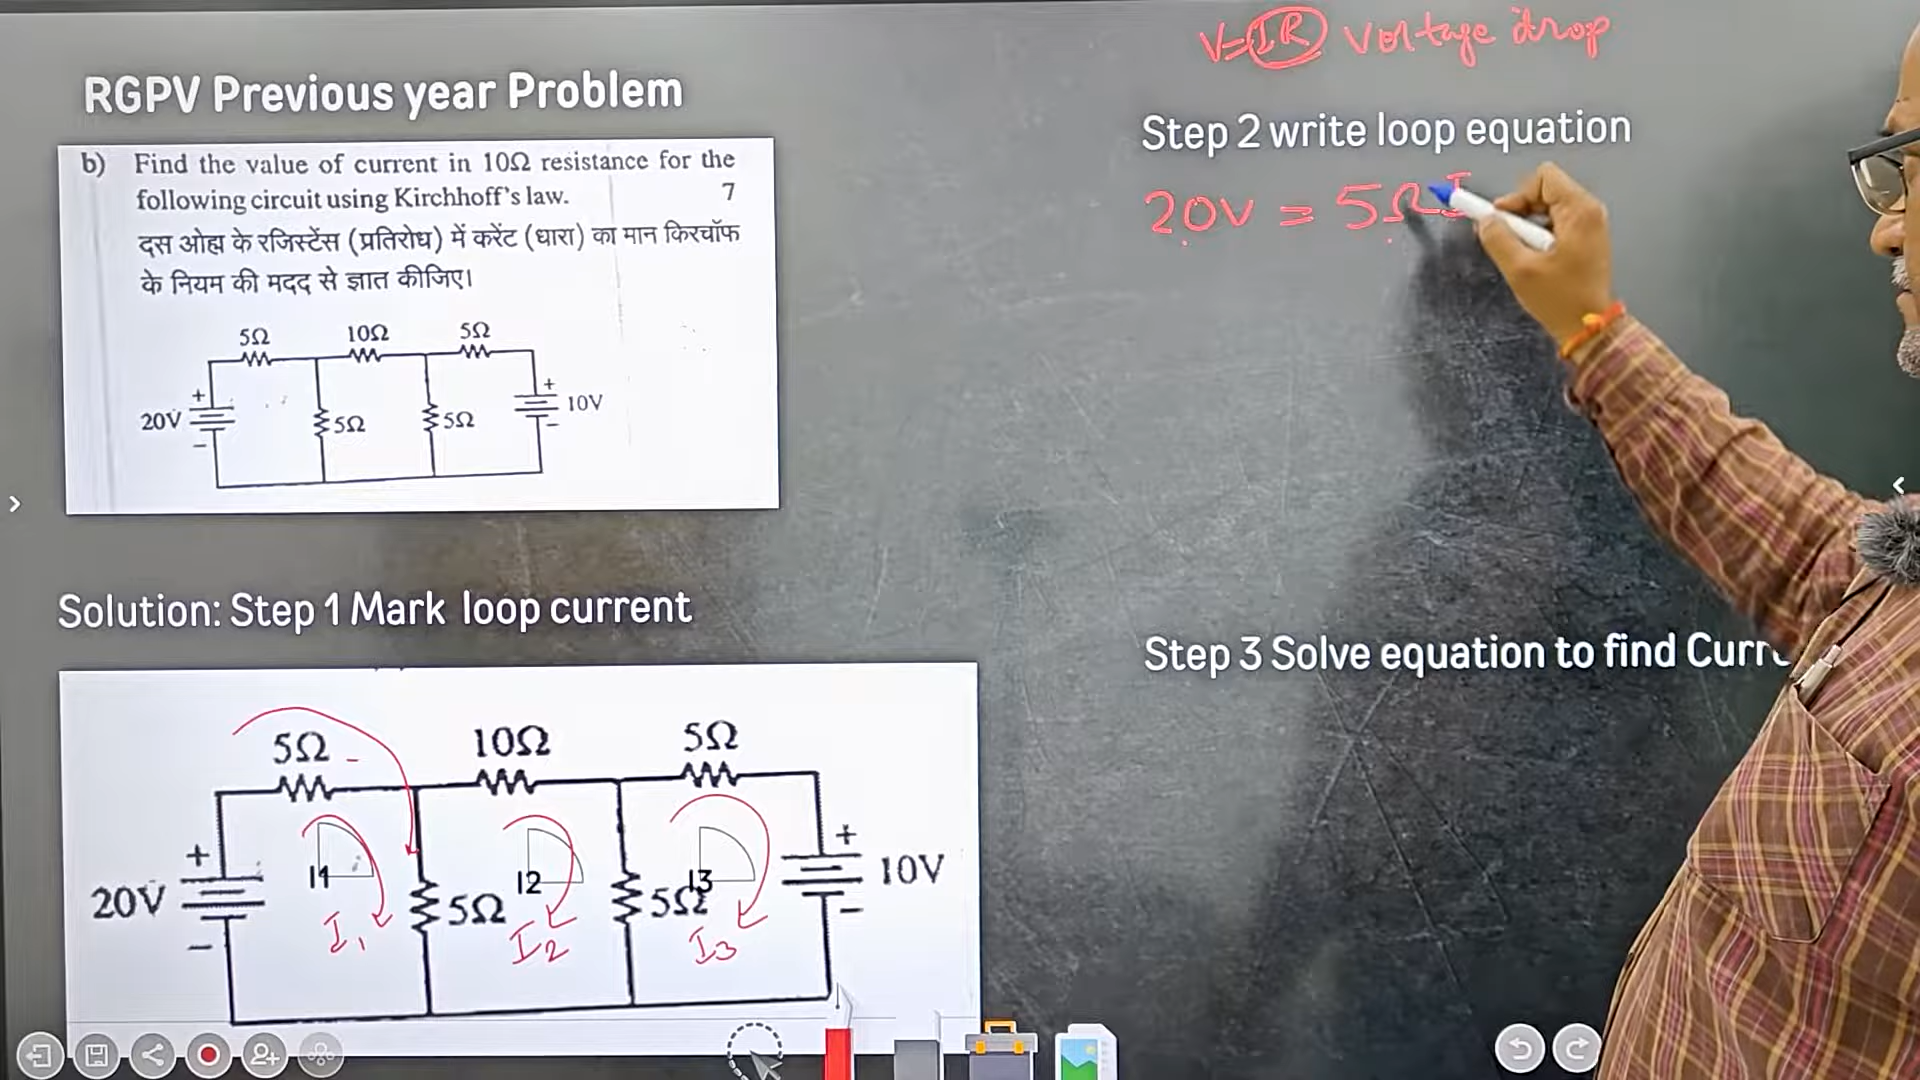 V=IR voltage drop
RGPV Previous year Problem
b) Find the value of current in 10Ω resistance for the
following circuit using Kirchhoff's law. 7
दस ओह्म के रजिस्टेंस (प्रतिरोध) में करेंट (धारा) का मान किरचॉफ
के नियम की मदद से ज्ञात कीजिए।
5Ω 10Ω 5Ω
+ +
20V 5Ω 5Ω 10V
− −
Step 2 write loop equation
20V = 5Ω I
Solution: Step 1 Mark loop current
5Ω 10Ω 5Ω
+ +
20V I1 5Ω I2 5Ω I3 10V
− −
I₁ I₂ I₃
Step 3 Solve equation to find